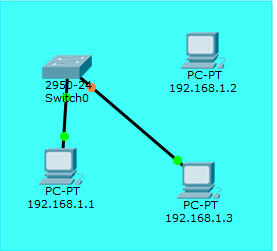 2950-24
Switch0
PC-PT
192.168.1.2
PC-PT
192.168.1.1
PC-PT
192.168.1.3